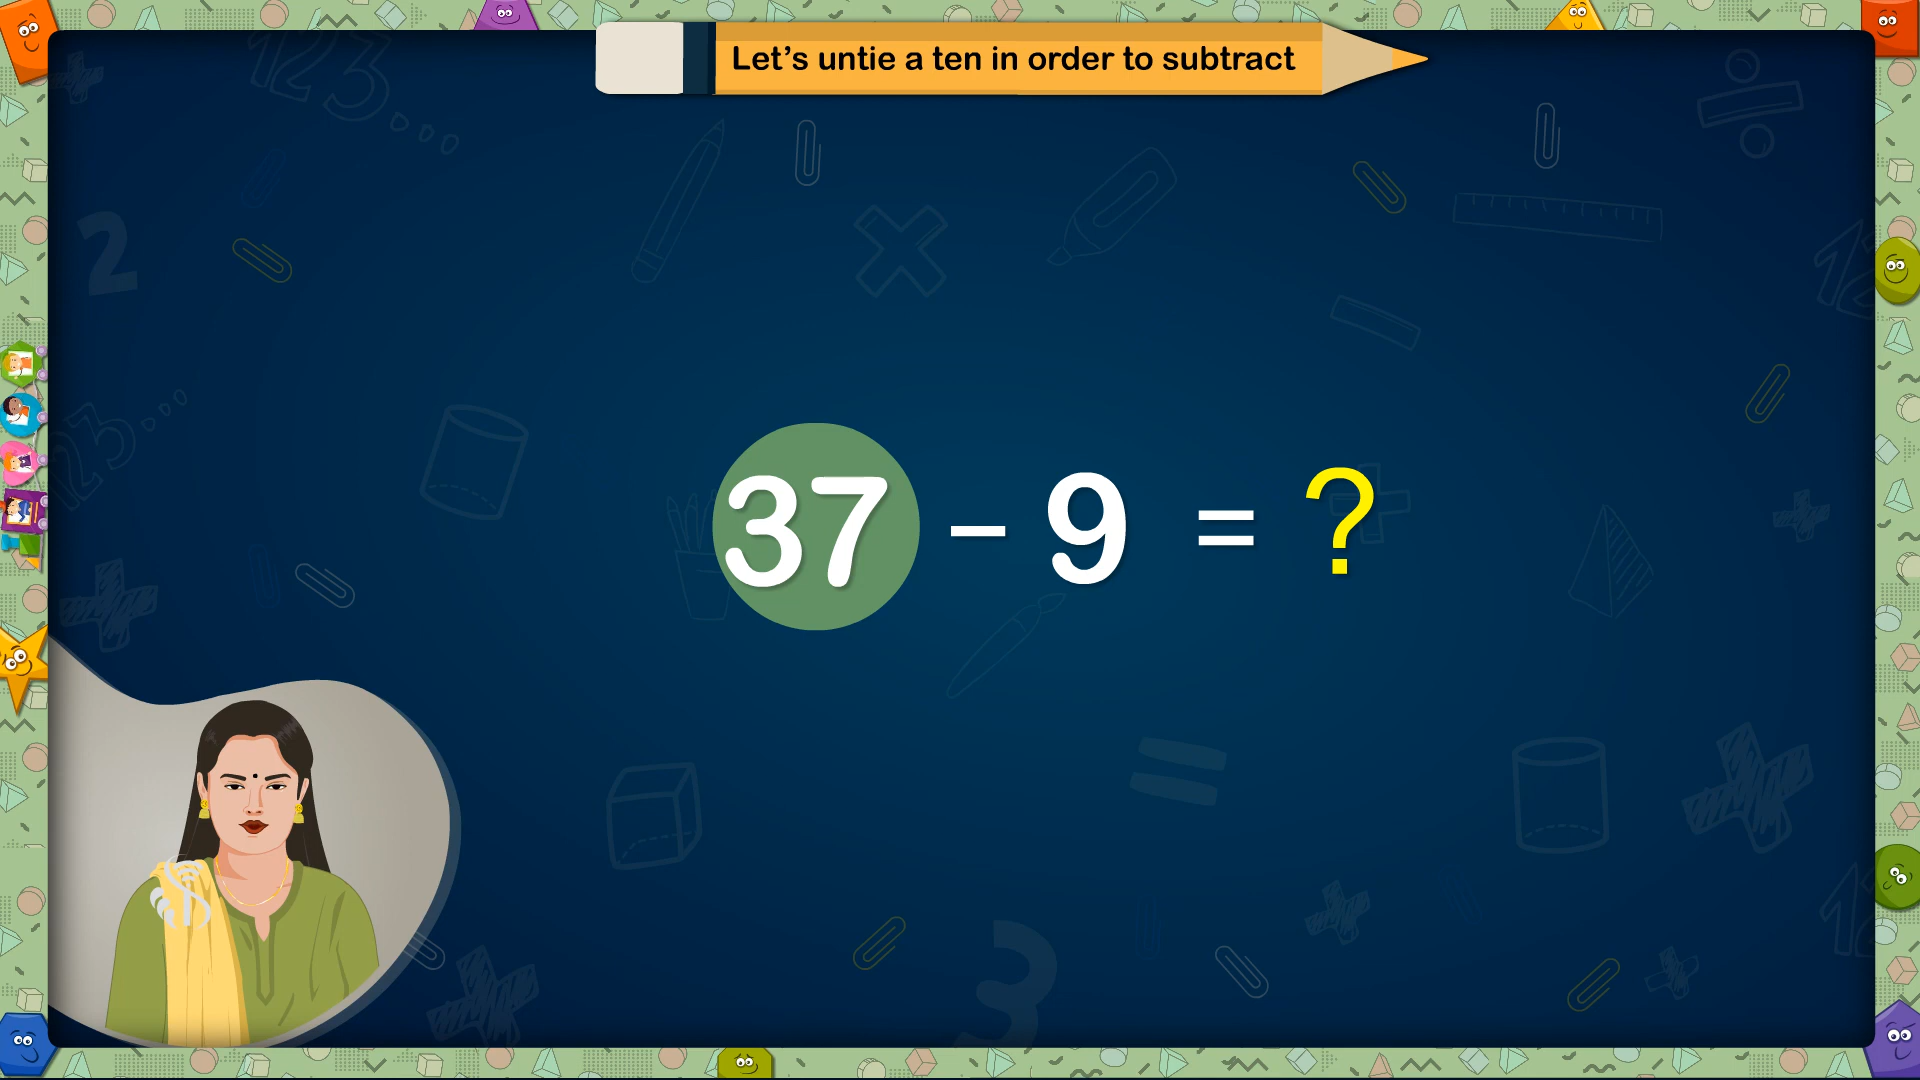 Let’s untie a ten in order to subtract
37 – 9 = ?